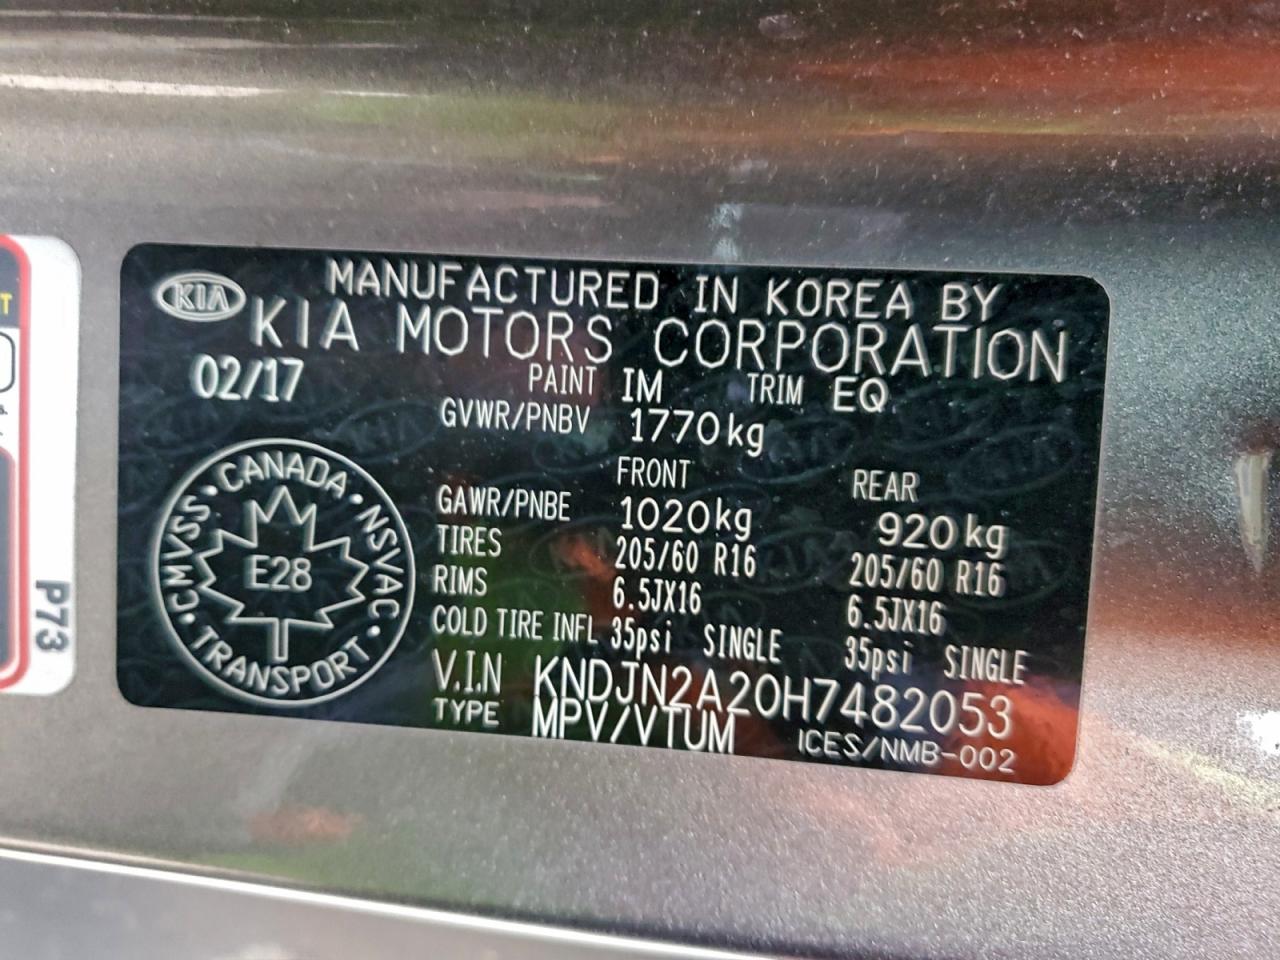 KIA
MANUFACTURED IN KOREA BY
KIA MOTORS CORPORATION
02/17 PAINT IM TRIM EQ
GVWR/PNBV 1770kg
FRONT REAR
GAWR/PNBE 1020kg 920kg
TIRES 205/60 R16 205/60 R16
RIMS 6.5JX16 6.5JX16
COLD TIRE INFL 35psi SINGLE 35psi SINGLE
V.I.N KNDJN2A20H7482053
TYPE MPV/VTUM ICES/NMB-002
CANADA
CMVSS • NSVAC
E28
TRANSPORT
P73